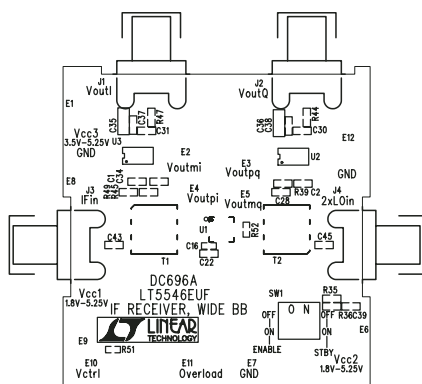 J1
VoutI
J2
VoutQ
E1
C35
C37
R47
C31
C36
C38
R44
C30
Vcc3
3.5V-5.25V
GND
U3
E2
Voutmi
U2
E12
Voutpq
E3
GND
E8
J3
IFin
R49
R45
C1
C34
E4
Voutpi
E5
Voutmq
C28
R39
C2
J4
2xLOin
C43
T1
U1
R52
C16
C22
T2
C45
DC696A
LT5546EUF
IF RECEIVER, WIDE BB
Vcc1
1.8V-5.25V
LINEAR
TECHNOLOGY
SW1
O N
OFF
ON
ENABLE
OFF
ON
STBY
R35
R36
C39
E6
Vcc2
1.8V-5.25V
E9
R51
E10
Vctrl
E11
Overload
E7
GND